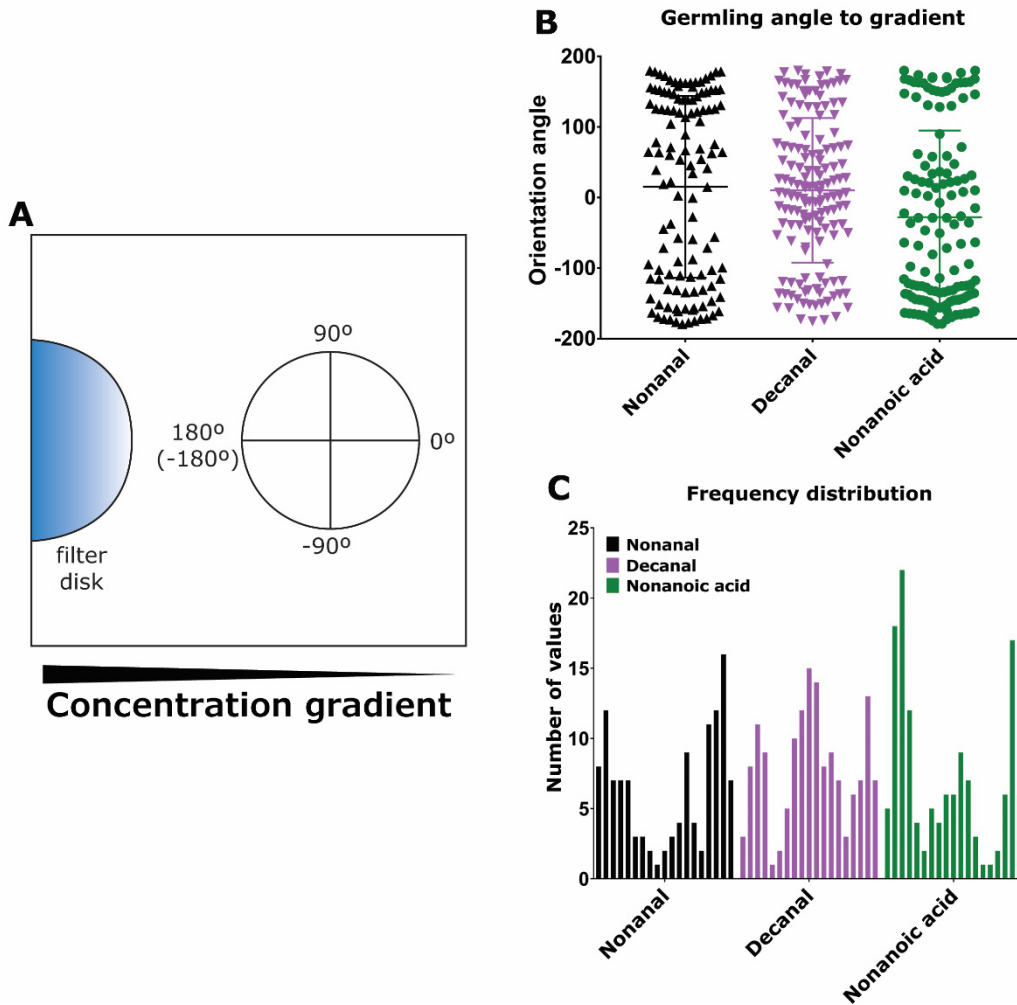 A
90º
180º
(-180º)
0º
-90º
filter
disk
Concentration gradient
B
Germling angle to gradient
Orientation angle
200
100
0
-100
-200
Nonanal
Decanal
Nonanoic acid
C
Frequency distribution
Number of values
25
20
15
10
5
0
Nonanal
Decanal
Nonanoic acid
Nonanal
Decanal
Nonanoic acid